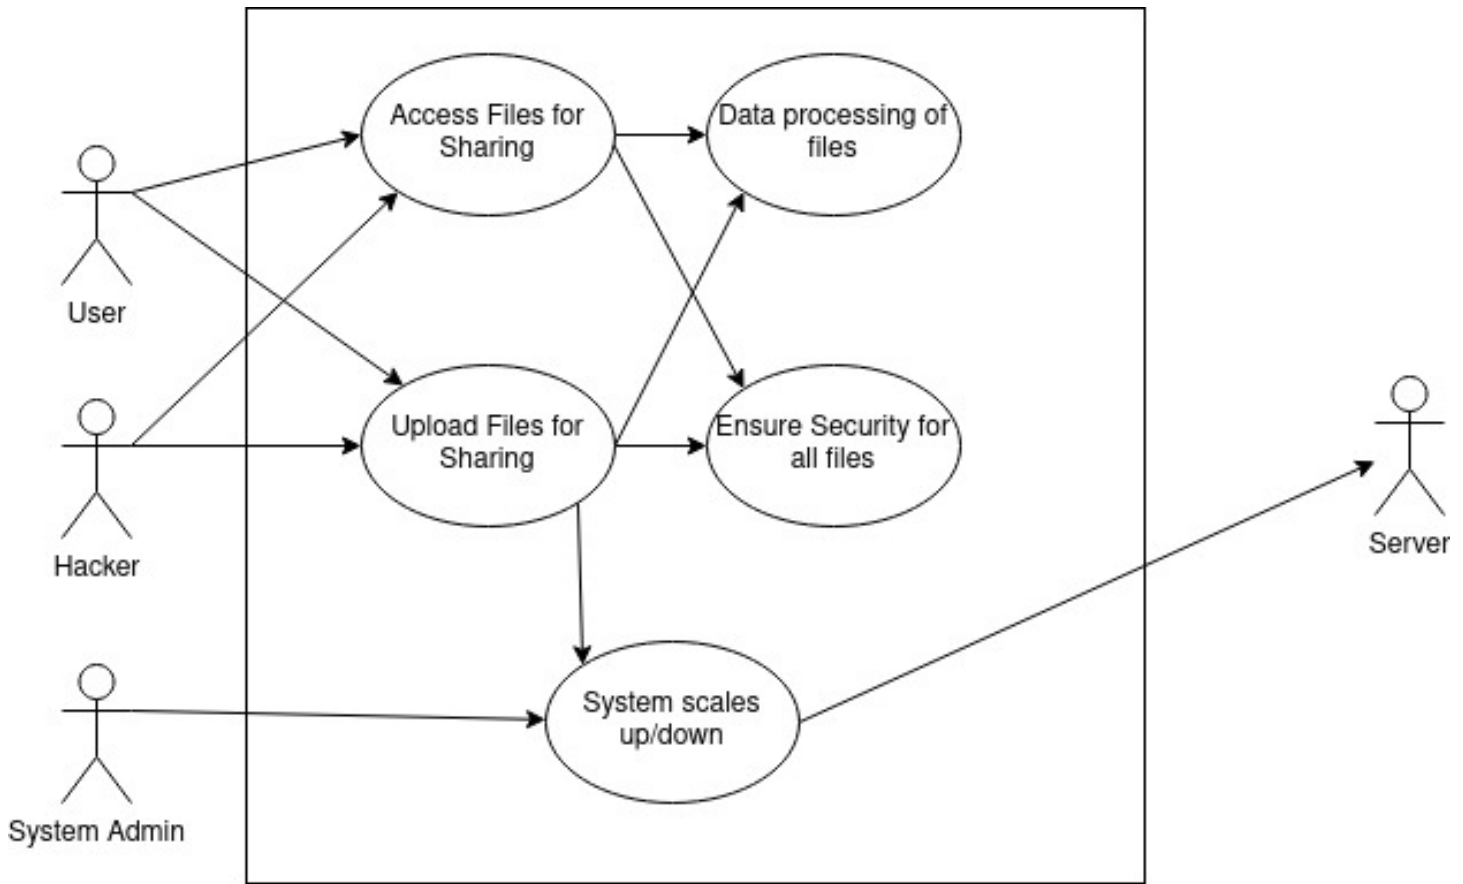 Access Files for
Sharing
Data processing of
files
User
Upload Files for
Sharing
Ensure Security for
all files
Hacker
Server
System scales
up/down
System Admin